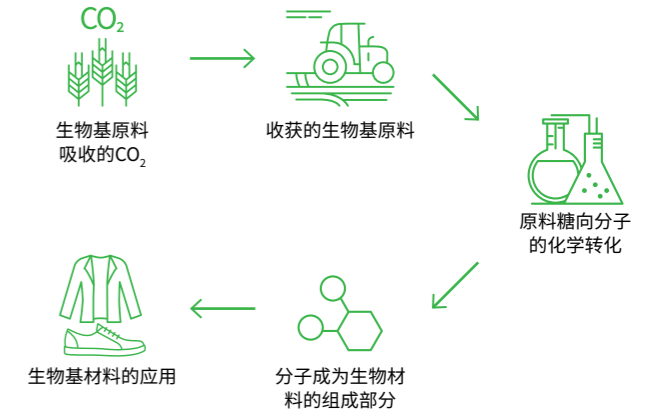 CO₂
生物基原料
吸收的CO₂
收获的生物基原料
原料糖向分子
的化学转化
分子成为生物材
料的组成部分
生物基材料的应用